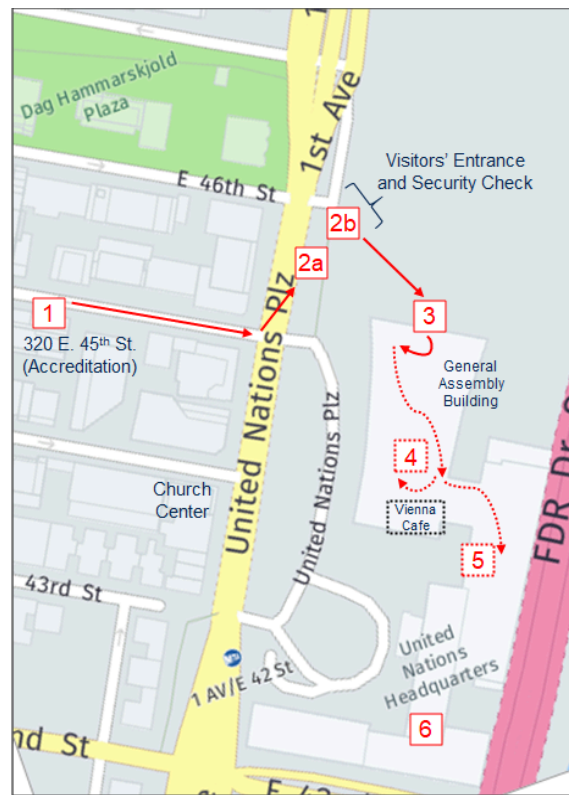 Dag Hammarskjold
Plaza
1st Ave
Visitors' Entrance
and Security Check
E 46th St
2b
2a
1
320 E. 45th St.
(Accreditation)
3
General
Assembly
Building
United Nations Plz
United Nations Plz
4
Vienna
Cafe
Church
Center
5
FDR Dr S
43rd St
United
Nations
Headquarters
1 AV/E 42 St
6
nd St